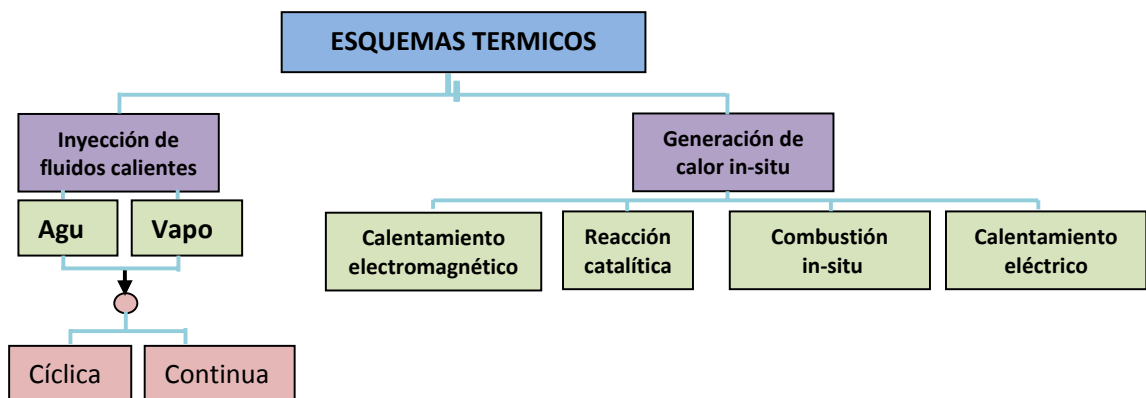 ESQUEMAS TERMICOS
Inyección de
fluidos calientes
Agu
Vapo
Cíclica
Continua
Generación de
calor in-situ
Calentamiento
electromagnético
Reacción
catalítica
Combustión
in-situ
Calentamiento
eléctrico